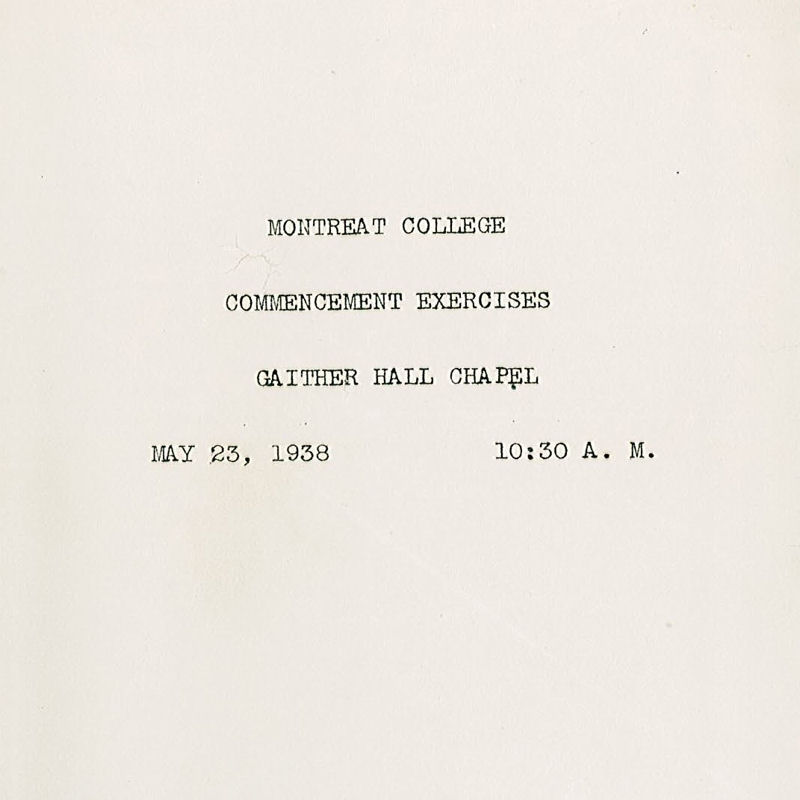 MONTREAT COLLEGE
COMMENCEMENT EXERCISES
GAITHER HALL CHAPEL
MAY 23, 1938 10:30 A. M.